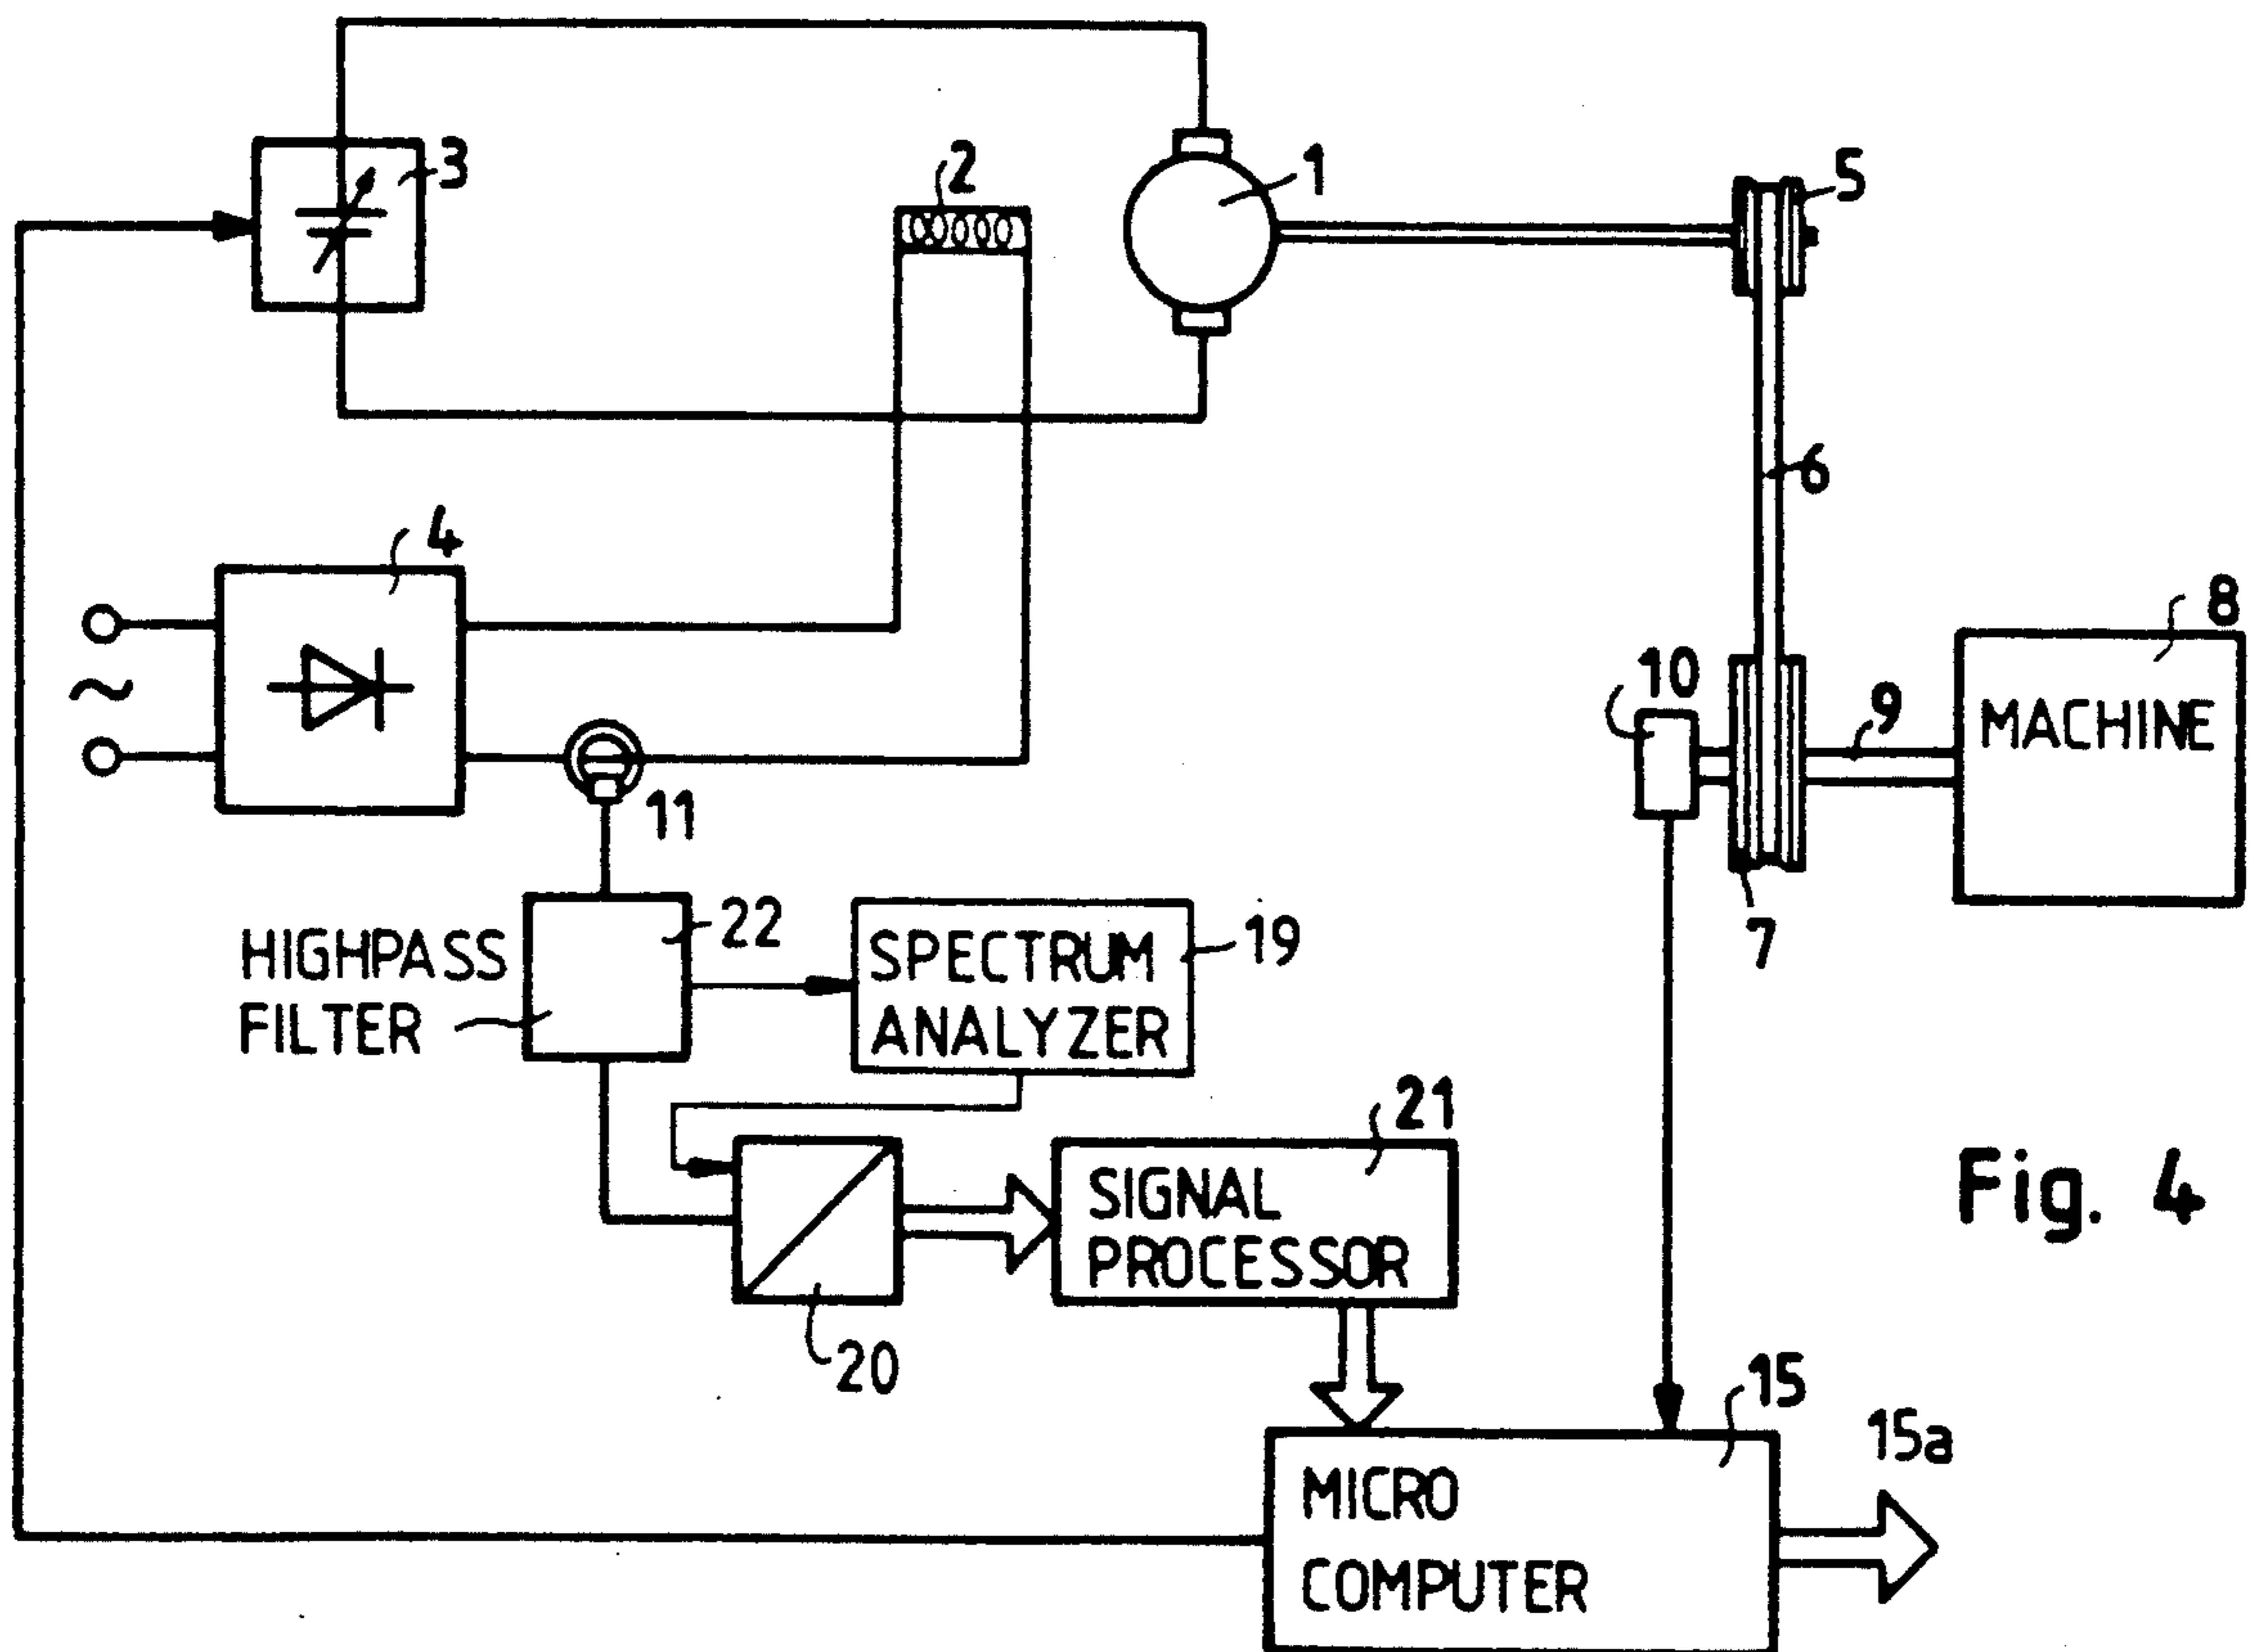 3
2
1
5
6
4
8
10
9
MACHINE
11
7
22
19
HIGHPASS
FILTER
SPECTRUM
ANALYZER
21
SIGNAL
PROCESSOR
Fig. 4
20
15
15a
MICRO
COMPUTER
~